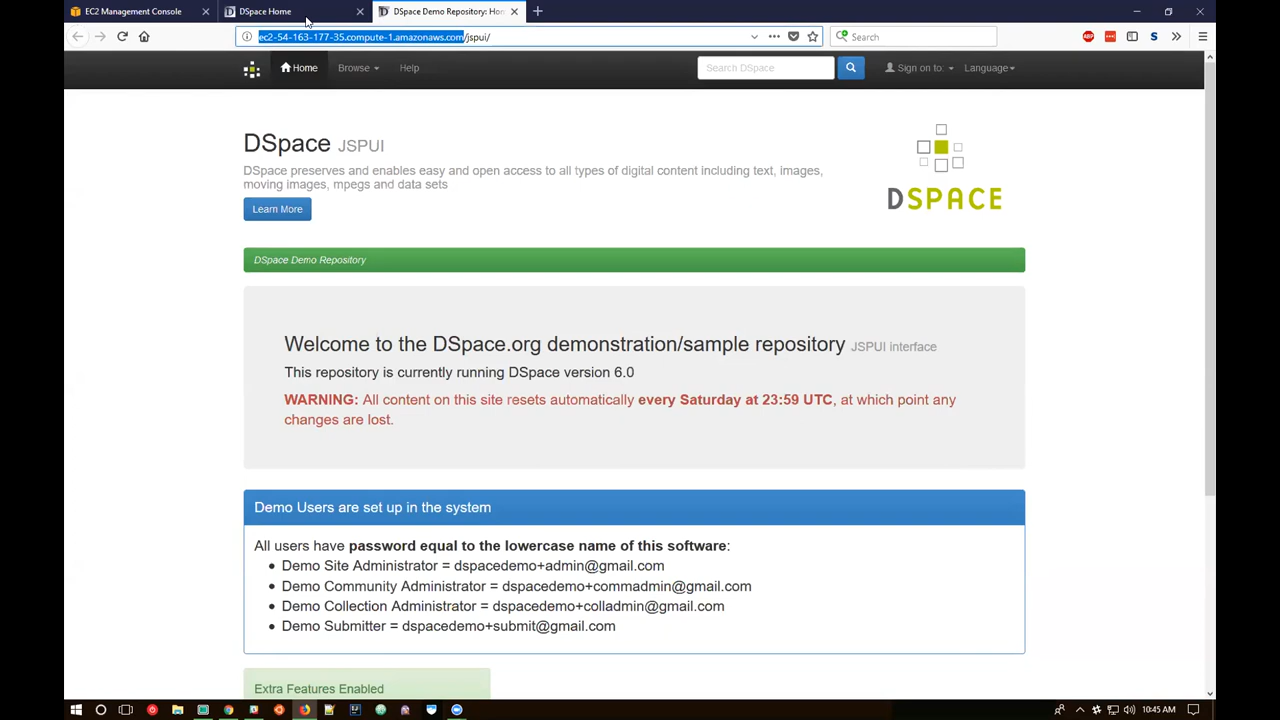 EC2 Management Console
DSpace Home
DSpace Demo Repository: Ho
ec2-54-163-177-35.compute-1.amazonaws.com/jspui/
Search
Home
Browse
Help
Search DSpace
Sign on to:
Language
DSpace JSPUI
DSpace preserves and enables easy and open access to all types of digital content including text, images,
moving images, mpegs and data sets
Learn More
DSPACE
DSpace Demo Repository
Welcome to the DSpace.org demonstration/sample repository JSPUI interface
This repository is currently running DSpace version 6.0
WARNING: All content on this site resets automatically every Saturday at 23:59 UTC, at which point any
changes are lost.
Demo Users are set up in the system
All users have password equal to the lowercase name of this software:
• Demo Site Administrator = dspacedemo+admin@gmail.com
• Demo Community Administrator = dspacedemo+commadmin@gmail.com
• Demo Collection Administrator = dspacedemo+colladmin@gmail.com
• Demo Submitter = dspacedemo+submit@gmail.com
Extra Features Enabled
10:45 AM